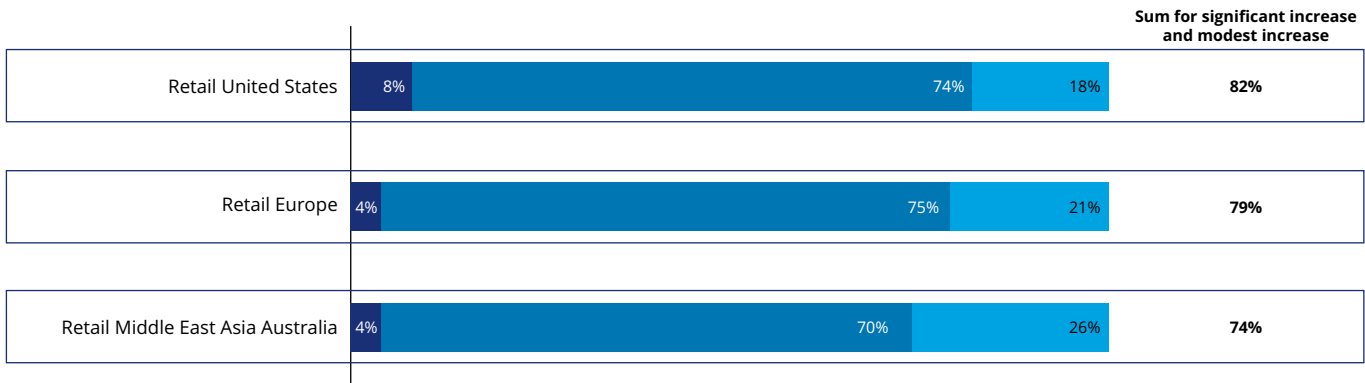 Sum for significant increase
and modest increase
Retail United States 8% 74% 18% 82%
Retail Europe 4% 75% 21% 79%
Retail Middle East Asia Australia 4% 70% 26% 74%